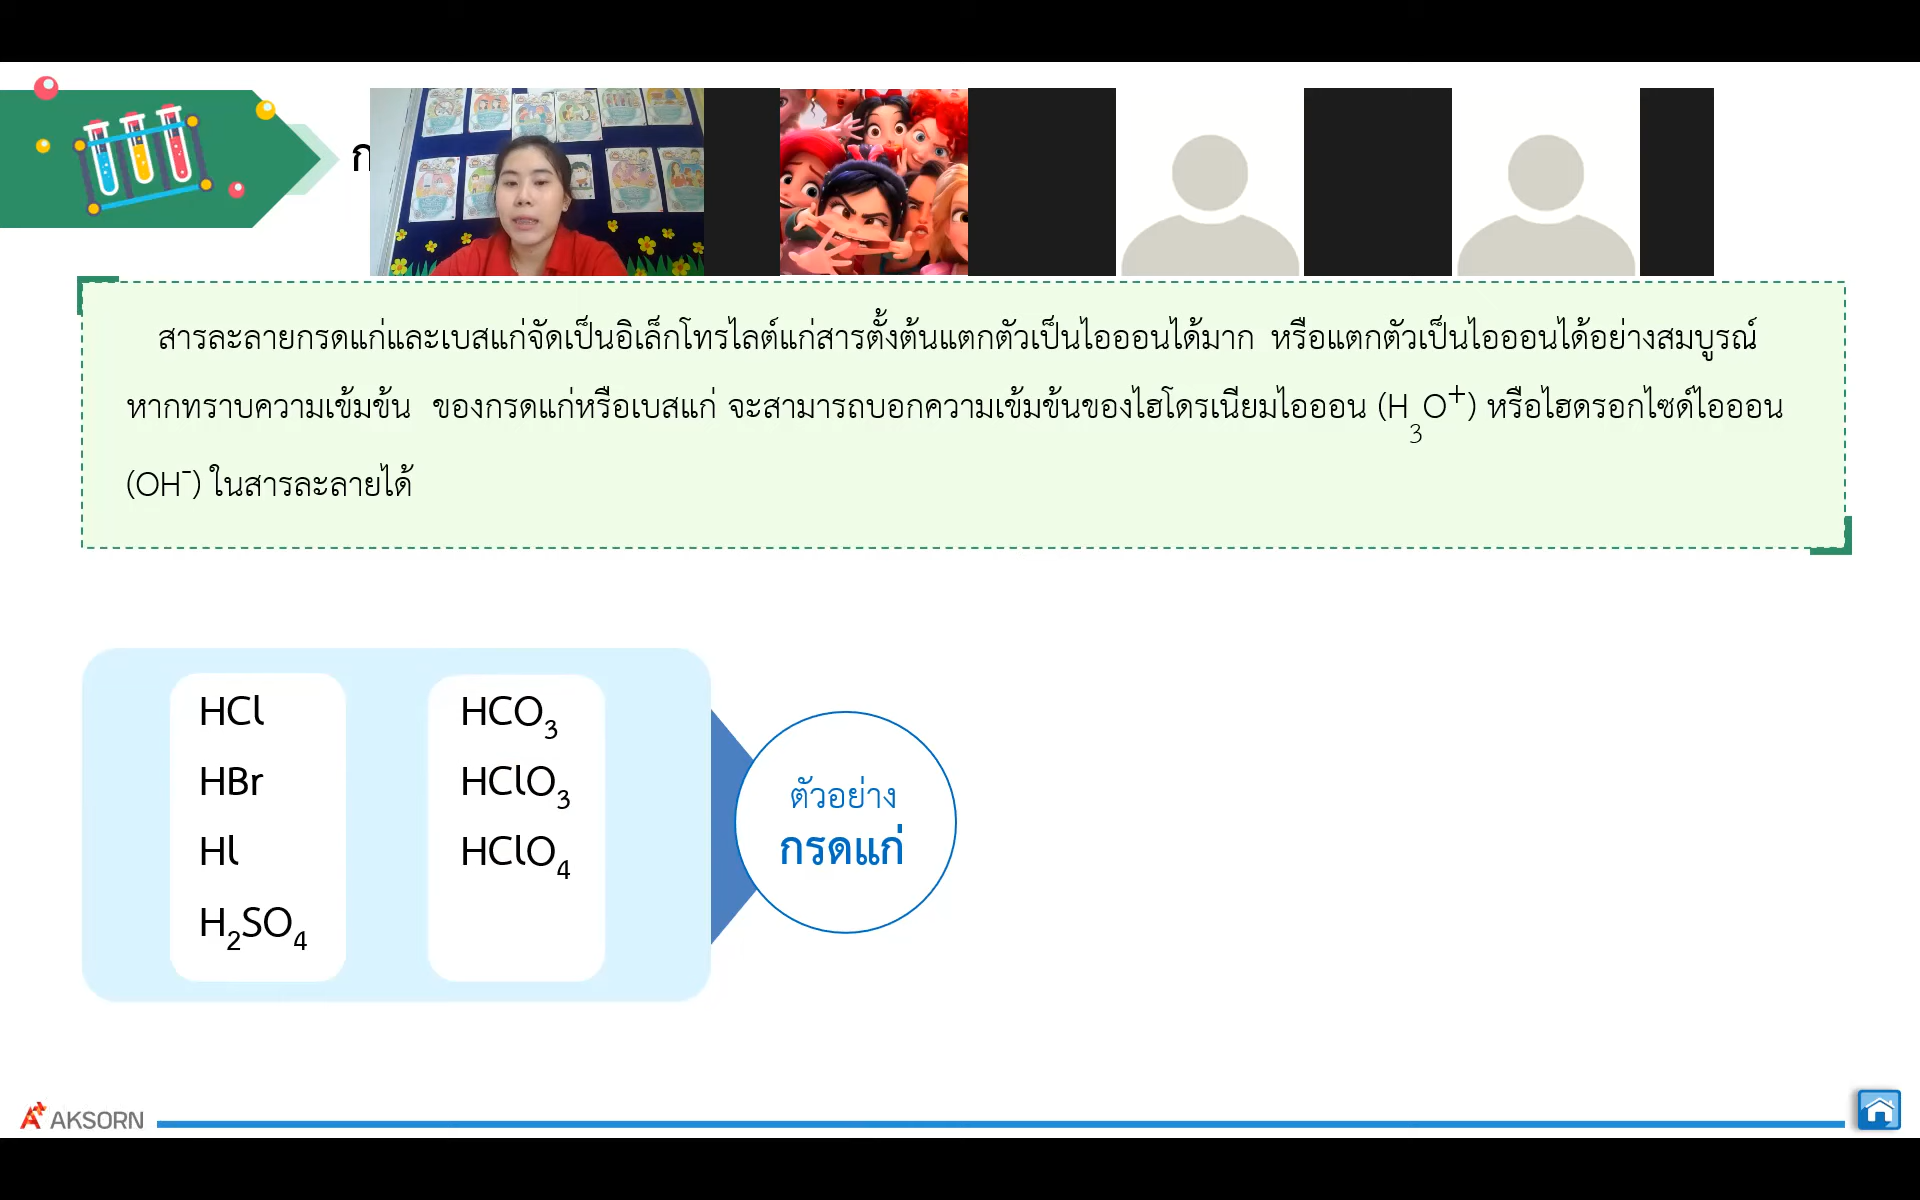 ก
สารละลายกรดแก่และเบสแก่จัดเป็นอิเล็กโทรไลต์แก่สารตั้งต้นแตกตัวเป็นไอออนได้มาก หรือแตกตัวเป็นไอออนได้อย่างสมบูรณ์
หากทราบความเข้มข้น ของกรดแก่หรือเบสแก่ จะสามารถบอกความเข้มข้นของไฮโดรเนียมไอออน (H₃O⁺) หรือไฮดรอกไซด์ไอออน
(OH⁻) ในสารละลายได้
HCl
HBr
Hl
H₂SO₄
HCO₃
HClO₃
HClO₄
ตัวอย่าง
กรดแก่
AKSORN